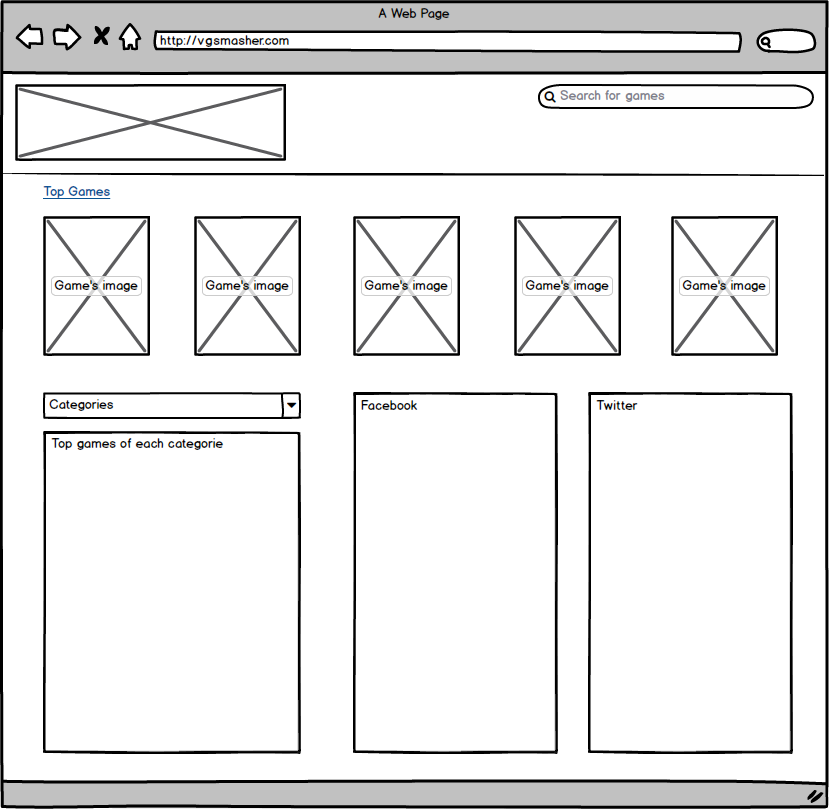 A Web Page
http://vgsmasher.com
Search for games
Top Games
Game's image
Game's image
Game's image
Game's image
Game's image
Categories
Top games of each categorie
Facebook
Twitter